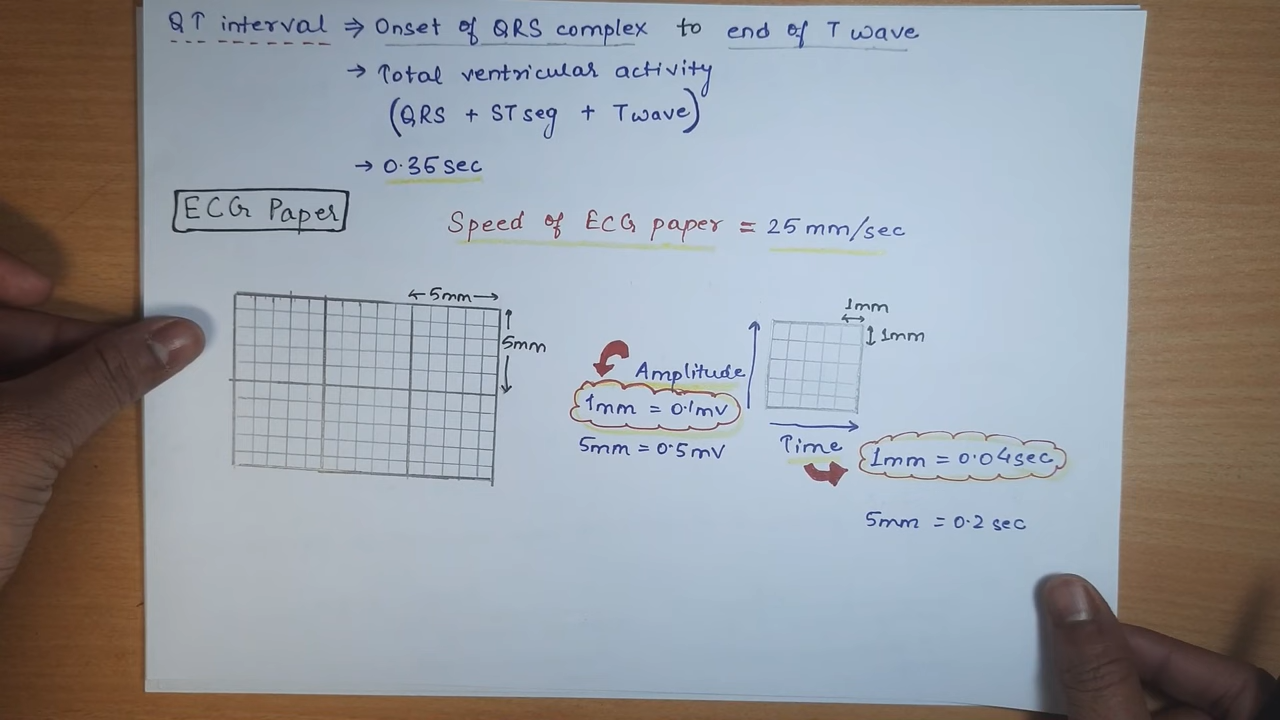 QT interval ⇒ Onset of QRS complex to end of T wave
→ Total ventricular activity
(QRS + ST seg + T wave)
→ 0.35 sec
ECG Paper
Speed of ECG paper = 25 mm/sec
5mm
5mm
1mm
1mm
Amplitude
1mm = 0.1mv
5mm = 0.5mv
Time
1mm = 0.04sec
5mm = 0.2 sec